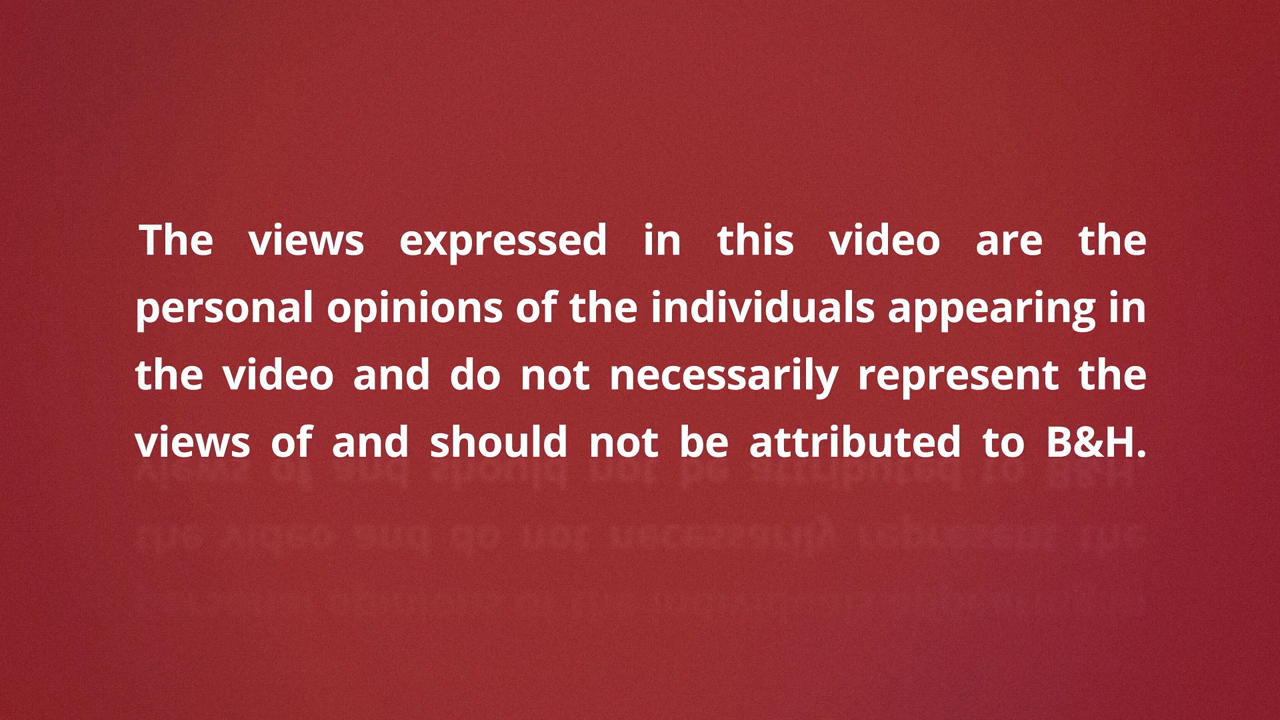 The views expressed in this video are the
personal opinions of the individuals appearing in
the video and do not necessarily represent the
views of and should not be attributed to B&H.